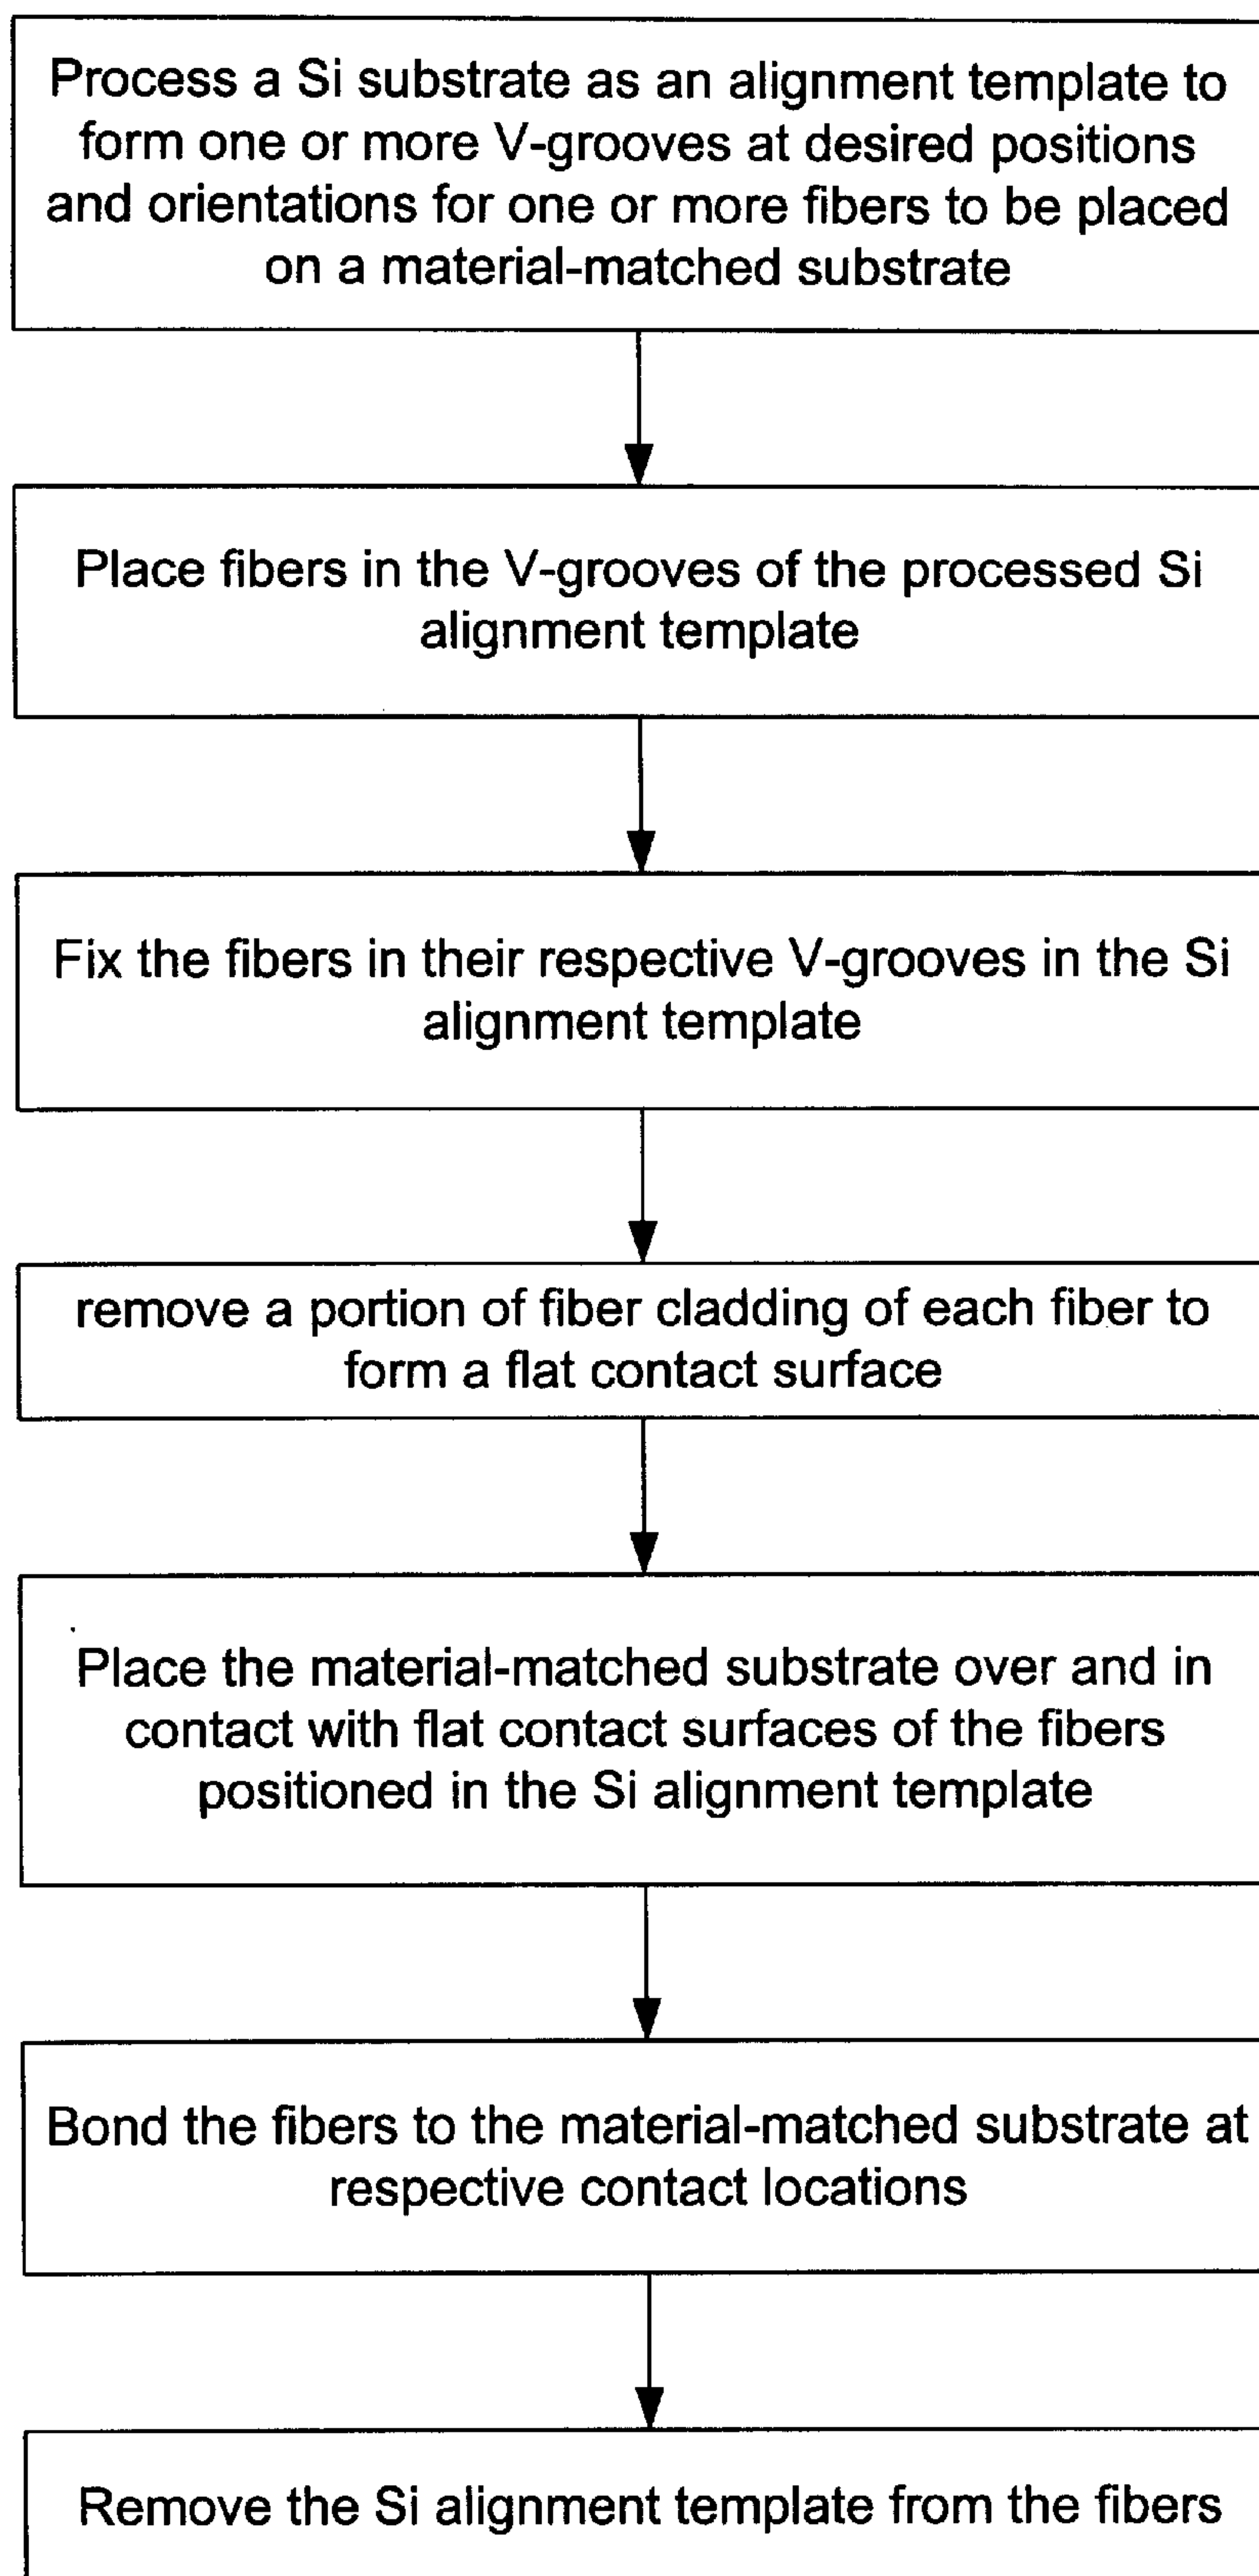 Process a Si substrate as an alignment template to
form one or more V-grooves at desired positions
and orientations for one or more fibers to be placed
on a material-matched substrate
Place fibers in the V-grooves of the processed Si
alignment template
Fix the fibers in their respective V-grooves in the Si
alignment template
remove a portion of fiber cladding of each fiber to
form a flat contact surface
Place the material-matched substrate over and in
contact with flat contact surfaces of the fibers
positioned in the Si alignment template
Bond the fibers to the material-matched substrate at
respective contact locations
Remove the Si alignment template from the fibers